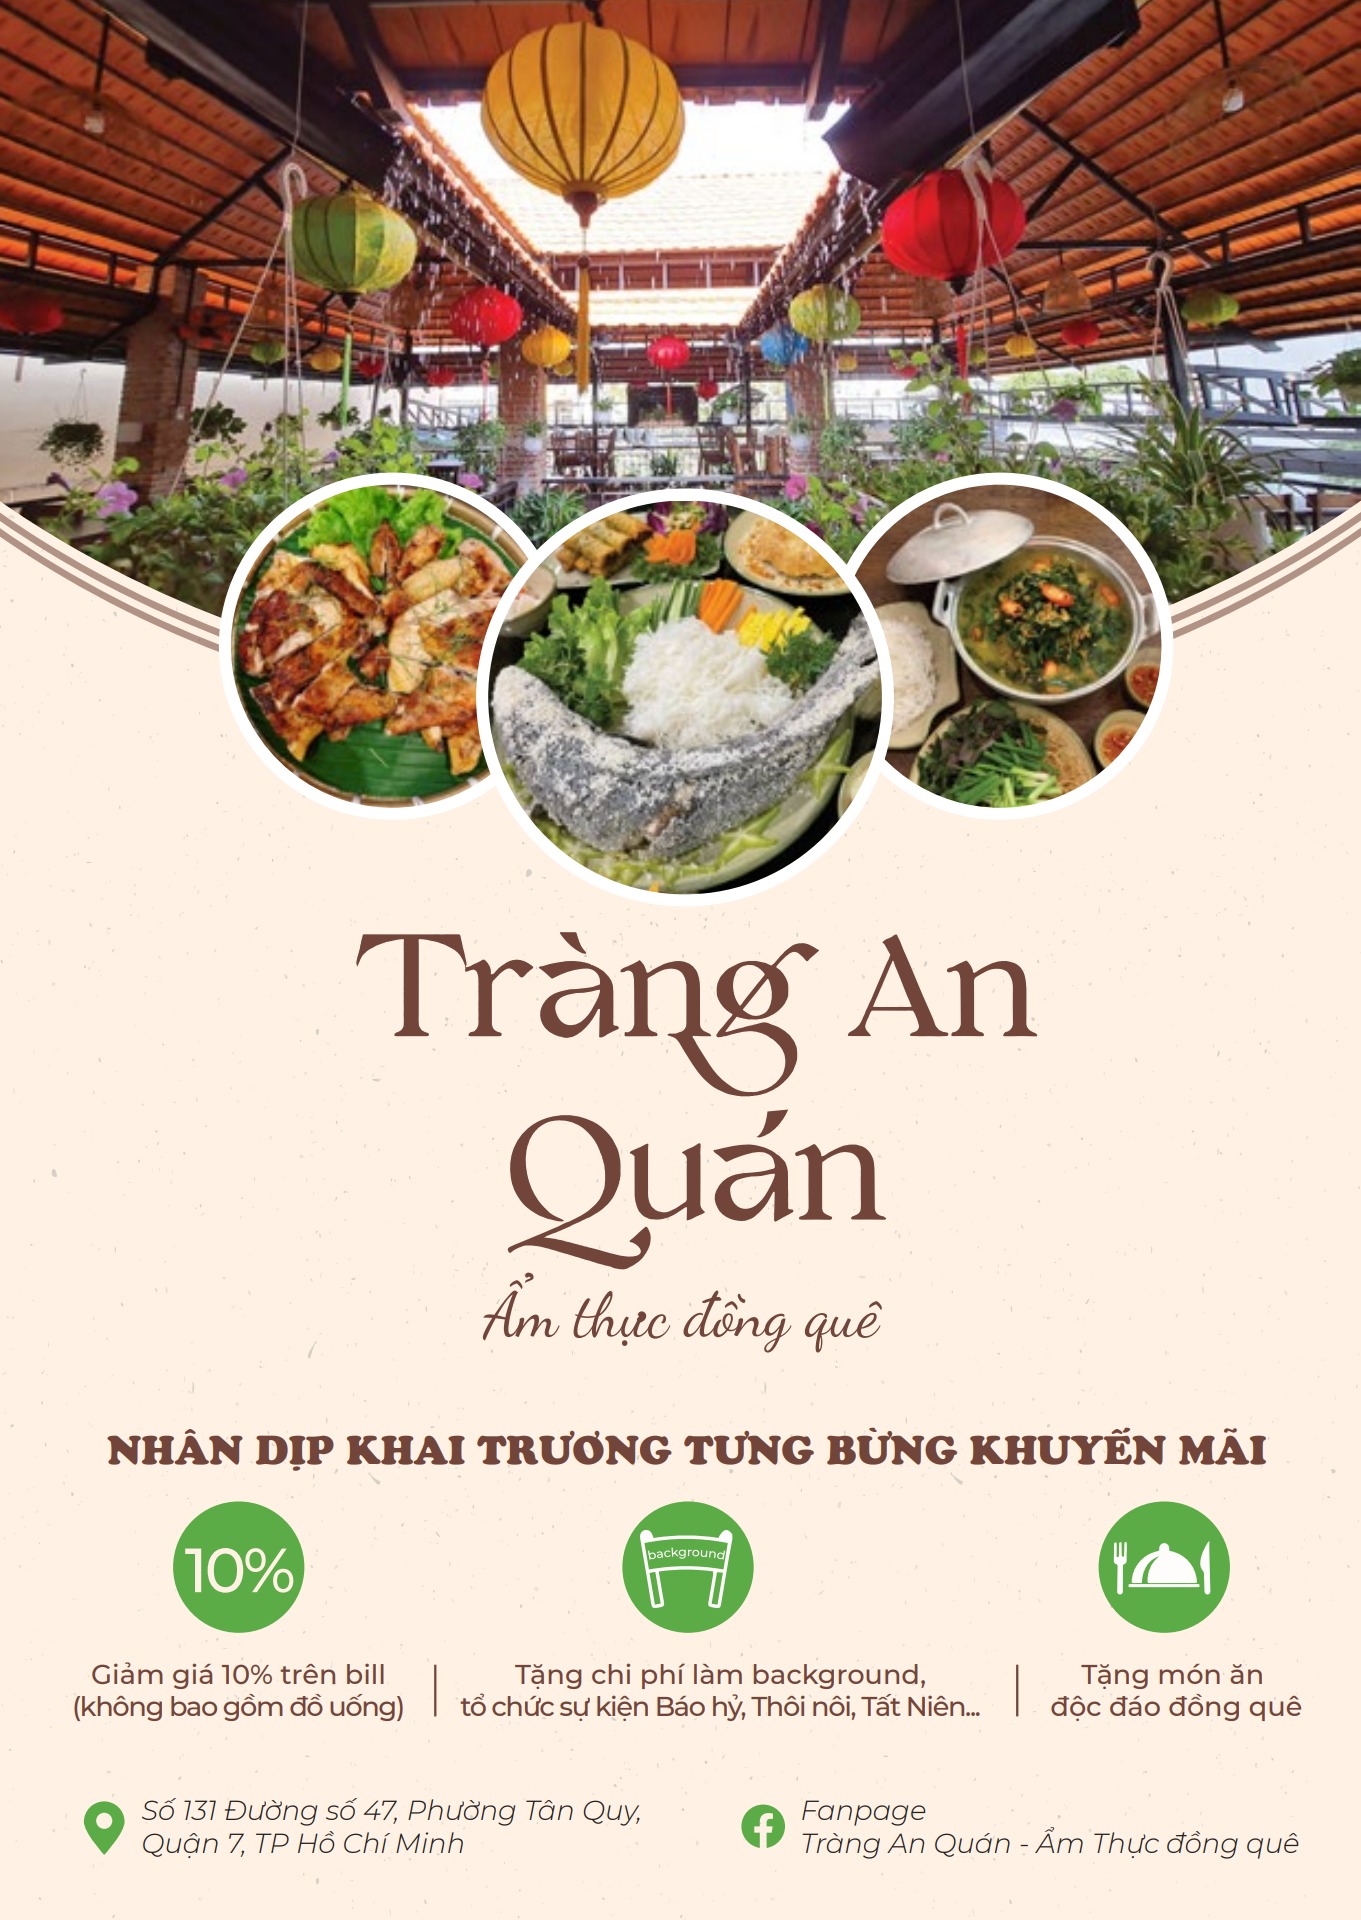 Tràng An
Quán
Ẩm thực đồng quê
NHÂN DỊP KHAI TRƯƠNG TƯNG BỪNG KHUYẾN MÃI
10%
background
Giảm giá 10% trên bill
(không bao gồm đồ uống)
Tặng chi phí làm background,
tổ chức sự kiện Báo hỷ, Thôi nôi, Tất Niên...
Tặng món ăn
độc đáo đồng quê
Số 131 Đường số 47, Phường Tân Quy,
Quận 7, TP Hồ Chí Minh
Fanpage
Tràng An Quán - Ẩm Thực đồng quê